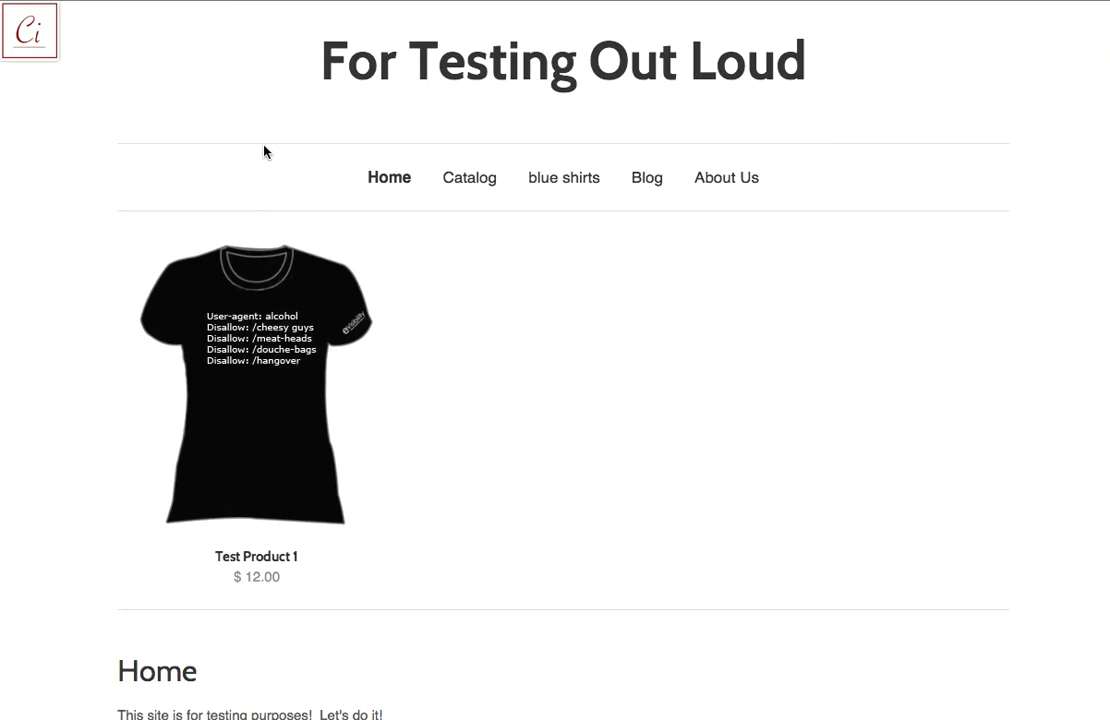 Ci
For Testing Out Loud
Home Catalog blue shirts Blog About Us
User-agent: alcohol
Disallow: /cheesy guys
Disallow: /meat-heads
Disallow: /douche-bags
Disallow: /hangover
eVisibility
Test Product 1
$ 12.00
Home
This site is for testing purposes! Let's do it!